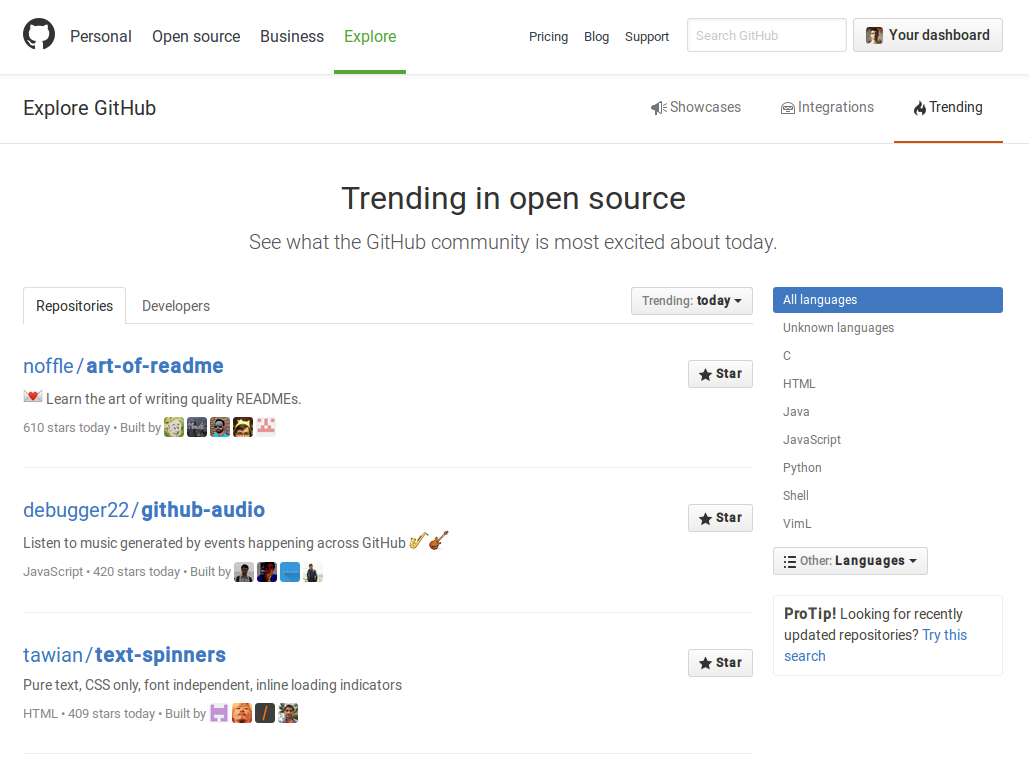 Personal Open source Business Explore Pricing Blog Support Search GitHub Your dashboard
Explore GitHub Showcases Integrations Trending
Trending in open source
See what the GitHub community is most excited about today.
Repositories Developers Trending: today
noffle/art-of-readme Star
Learn the art of writing quality READMEs.
610 stars today • Built by
debugger22/github-audio Star
Listen to music generated by events happening across GitHub
JavaScript • 420 stars today • Built by
tawian/text-spinners Star
Pure text, CSS only, font independent, inline loading indicators
HTML • 409 stars today • Built by
All languages
Unknown languages
C
HTML
Java
JavaScript
Python
Shell
VimL
Other: Languages
ProTip! Looking for recently
updated repositories? Try this
search